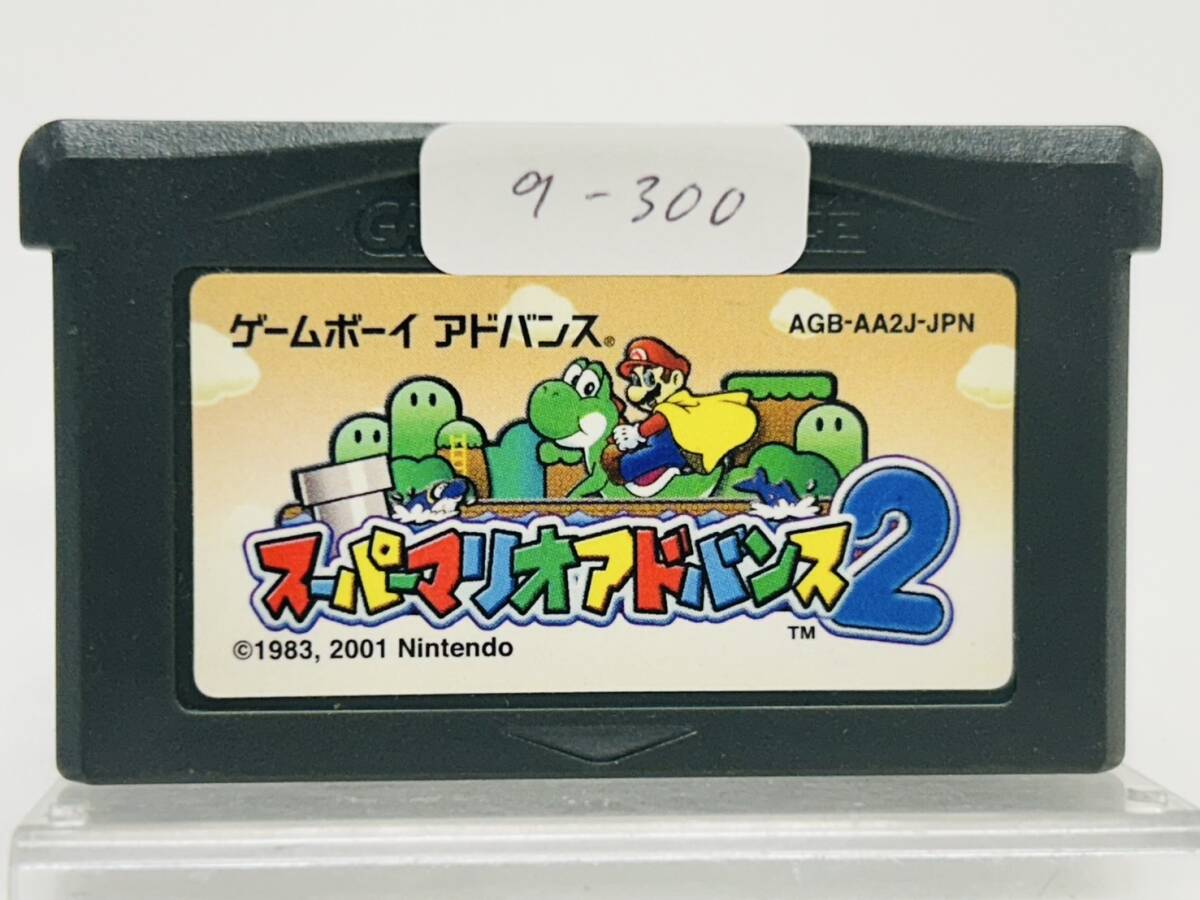 9-300
ゲームボーイ アドバンス®
AGB-AA2J-JPN
スーパーマリオアドバンス2
TM
©1983, 2001 Nintendo